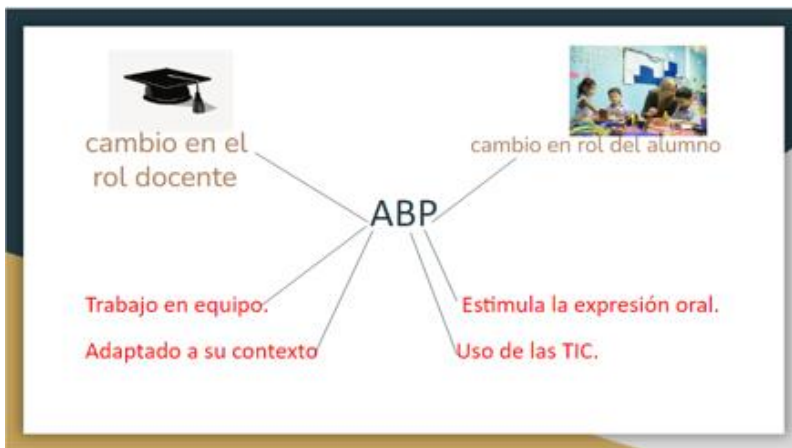 cambio en el
rol docente
cambio en rol del alumno
ABP
Trabajo en equipo.
Estimula la expresión oral.
Adaptado a su contexto
Uso de las TIC.